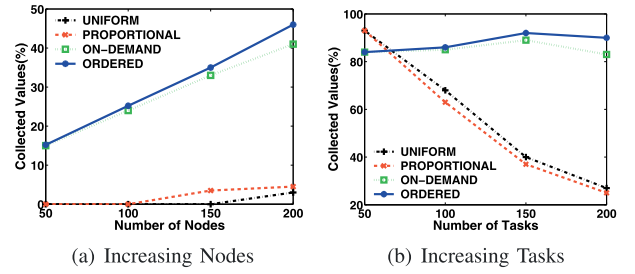 50
40
30
20
10
0
Collected Values(%)
UNIFORM
PROPORTIONAL
ON-DEMAND
ORDERED
50 100 150 200
Number of Nodes
(a) Increasing Nodes
100
80
60
40
20
Collected Values(%)
UNIFORM
PROPORTIONAL
ON-DEMAND
ORDERED
50 100 150 200
Number of Tasks
(b) Increasing Tasks